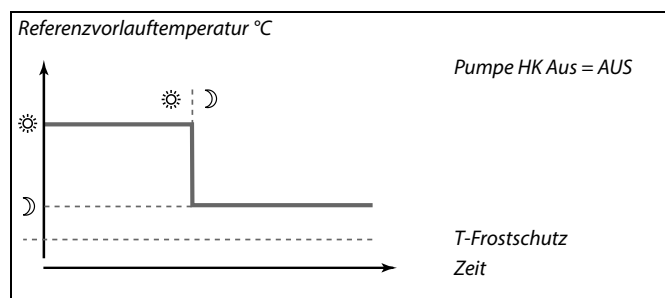 Referenzvorlauftemperatur °C
Pumpe HK Aus = AUS
T-Frostschutz
Zeit